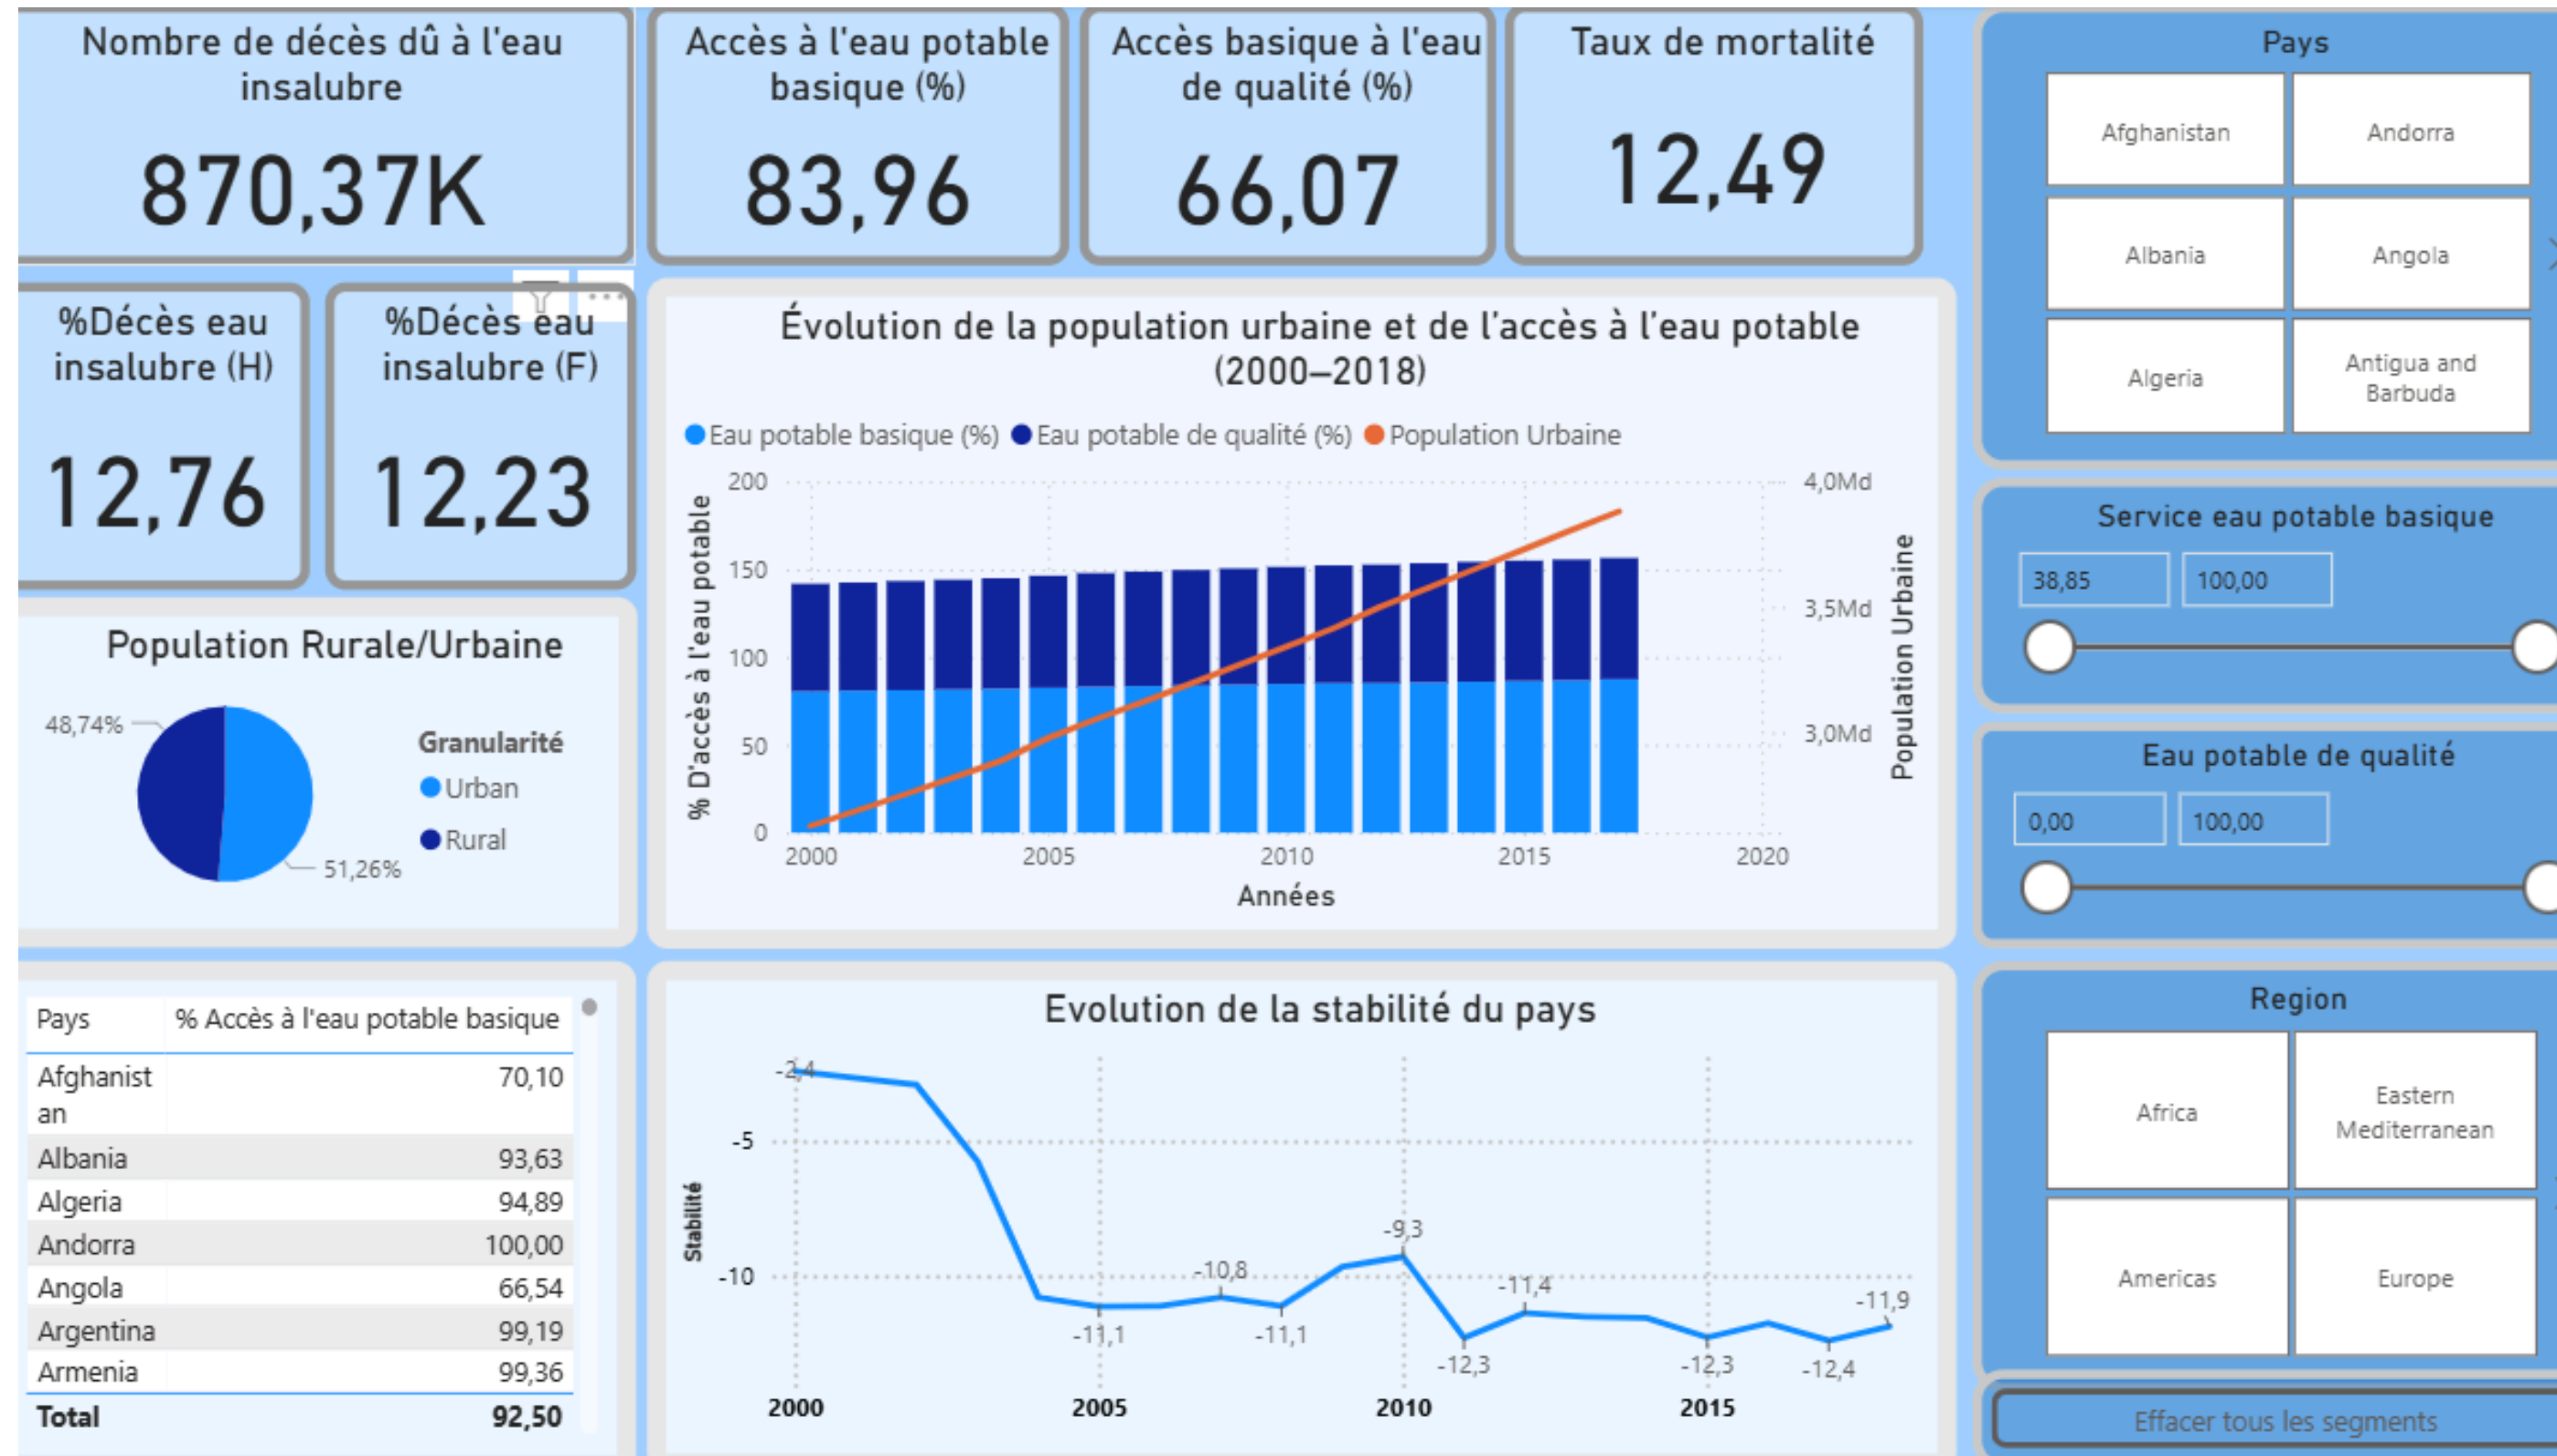 Nombre de décès dû à l'eau
insalubre
870,37K
Accès à l'eau potable
basique (%)
83,96
Accès basique à l'eau
de qualité (%)
66,07
Taux de mortalité
12,49
%Décès eau
insalubre (H)
12,76
%Décès eau
insalubre (F)
12,23
Population Rurale/Urbaine
48,74%
51,26%
Granularité
Urban
Rural
Évolution de la population urbaine et de l'accès à l'eau potable
(2000–2018)
Eau potable basique (%) Eau potable de qualité (%) Population Urbaine
% D'accès à l'eau potable
200
150
100
50
0
4,0Md
3,5Md
3,0Md
Population Urbaine
2000 2005 2010 2015 2020
Années
Pays % Accès à l'eau potable basique
Afghanist
an
70,10
Albania 93,63
Algeria 94,89
Andorra 100,00
Angola 66,54
Argentina 99,19
Armenia 99,36
Total 92,50
Evolution de la stabilité du pays
Stabilité
-5
-10
-2,4
-11,1
-10,8
-11,1
-9,3
-12,3
-11,4
-12,3
-12,4
-11,9
2000 2005 2010 2015
Pays
Afghanistan
Andorra
Albania
Angola
Algeria
Antigua and
Barbuda
Service eau potable basique
38,85 100,00
Eau potable de qualité
0,00 100,00
Region
Africa
Eastern
Mediterranean
Americas
Europe
Effacer tous les segments